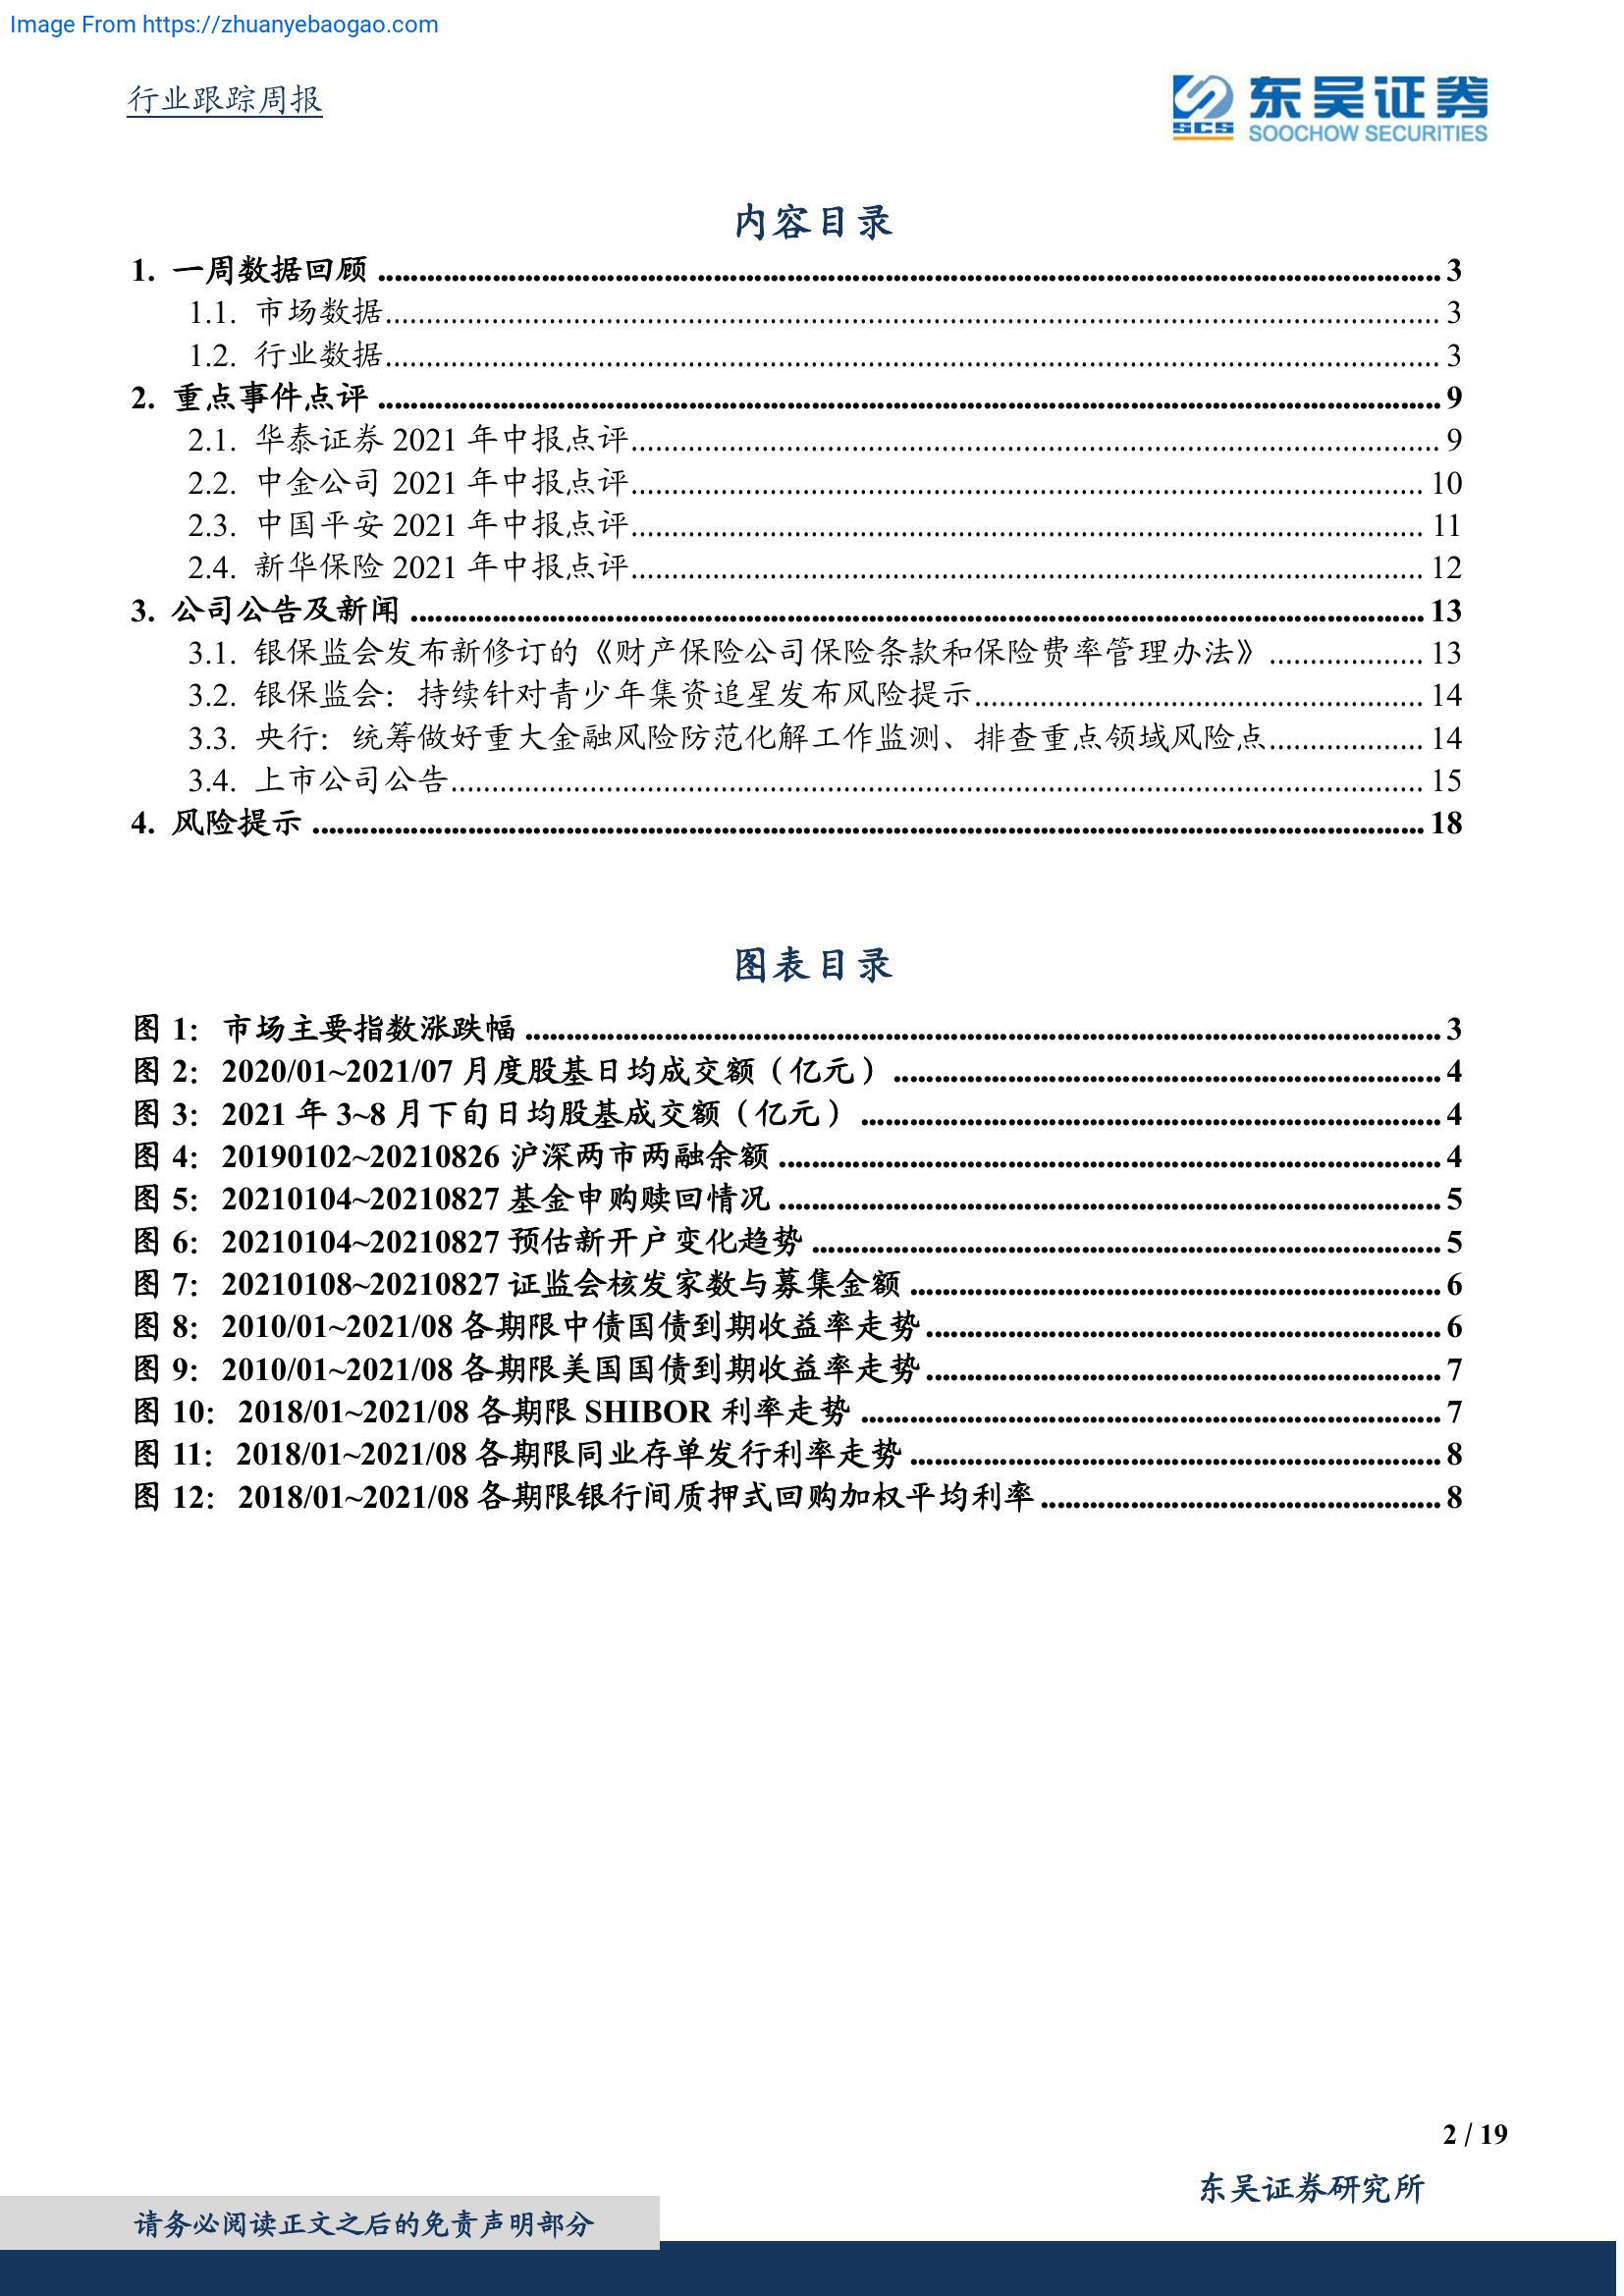 Image From https://zhuanyebaogao.com
行业跟踪周报
东吴证券
SCS
SOOCHOW SECURITIES
内容目录
1. 一周数据回顾 3
1.1. 市场数据 3
1.2. 行业数据 3
2. 重点事件点评 9
2.1. 华泰证券 2021 年中报点评 9
2.2. 中金公司 2021 年中报点评 10
2.3. 中国平安 2021 年中报点评 11
2.4. 新华保险 2021 年中报点评 12
3. 公司公告及新闻 13
3.1. 银保监会发布新修订的《财产保险公司保险条款和保险费率管理办法》 13
3.2. 银保监会：持续针对青少年集资追星发布风险提示 14
3.3. 央行：统筹做好重大金融风险防范化解工作监测、排查重点领域风险点 14
3.4. 上市公司公告 15
4. 风险提示 18
图表目录
图 1： 市场主要指数涨跌幅 3
图 2： 2020/01~2021/07 月度股基日均成交额（亿元） 4
图 3： 2021 年 3~8 月下旬日均股基成交额（亿元） 4
图 4： 20190102~20210826 沪深两市两融余额 4
图 5： 20210104~20210827 基金申购赎回情况 5
图 6： 20210104~20210827 预估新开户变化趋势 5
图 7： 20210108~20210827 证监会核发家数与募集金额 6
图 8： 2010/01~2021/08 各期限中债国债到期收益率走势 6
图 9： 2010/01~2021/08 各期限美国国债到期收益率走势 7
图 10： 2018/01~2021/08 各期限 SHIBOR 利率走势 7
图 11： 2018/01~2021/08 各期限同业存单发行利率走势 8
图 12： 2018/01~2021/08 各期限银行间质押式回购加权平均利率 8
2 / 19
东吴证券研究所
请务必阅读正文之后的免责声明部分